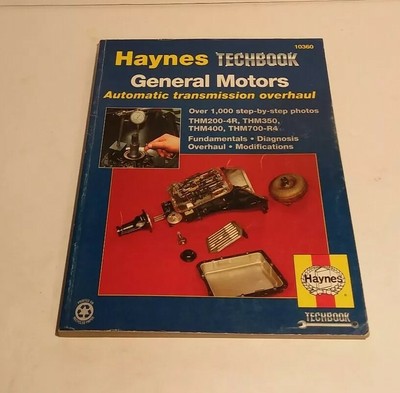 10360
Haynes TECHBOOK
General Motors
Automatic transmission overhaul
Over 1,000 step-by-step photos
THM200-4R, THM350,
THM400, THM700-R4
Fundamentals • Diagnosis
Overhaul • Modifications
Haynes
TECHBOOK